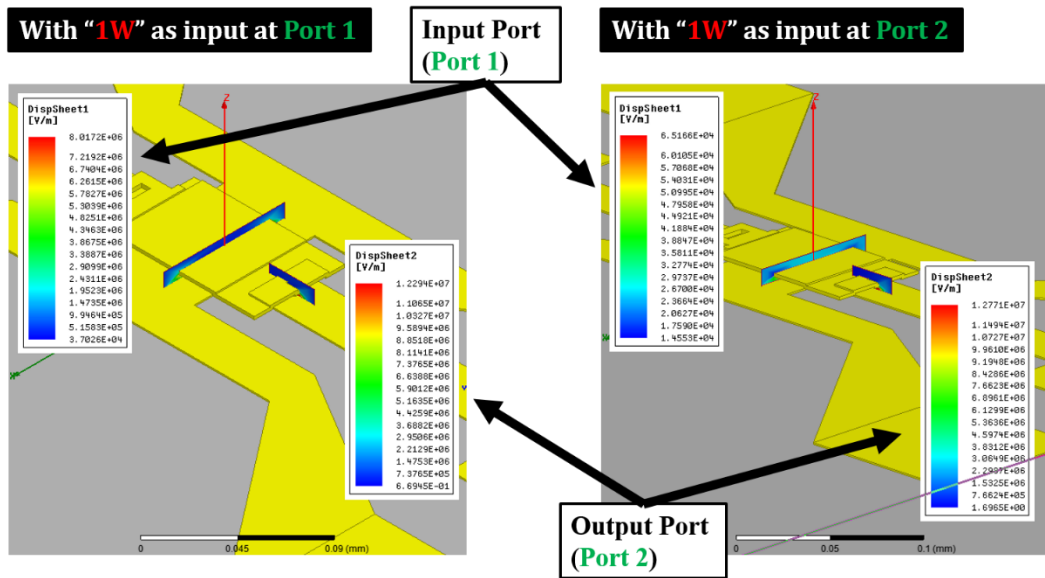 With “1W” as input at Port 1
Input Port
(Port 1)
With “1W” as input at Port 2
DispSheet1
[V/m]
8.0172E+06
7.2192E+06
6.7404E+06
6.2615E+06
5.7827E+06
5.3039E+06
4.8251E+06
4.3463E+06
3.8675E+06
3.3887E+06
2.9099E+06
2.4311E+06
1.9523E+06
1.4735E+06
9.9464E+05
5.1583E+05
3.7026E+04
Z
DispSheet2
[V/m]
1.2294E+07
1.1065E+07
1.0327E+07
9.5894E+06
8.8518E+06
8.1141E+06
7.3765E+06
6.6388E+06
5.9012E+06
5.1635E+06
4.4259E+06
3.6882E+06
2.9506E+06
2.2129E+06
1.4753E+06
7.3765E+05
6.6945E-01
0
0.045
0.09 (mm)
DispSheet1
[V/m]
6.5166E+04
6.0105E+04
5.7068E+04
5.4031E+04
5.0995E+04
4.7958E+04
4.4921E+04
4.1884E+04
3.8847E+04
3.5811E+04
3.2774E+04
2.9737E+04
2.6700E+04
2.3664E+04
2.0627E+04
1.7590E+04
1.4553E+04
Z
DispSheet2
[V/m]
1.2771E+07
1.1494E+07
1.0727E+07
9.9610E+06
9.1948E+06
8.4286E+06
7.6623E+06
6.8961E+06
6.1299E+06
5.3636E+06
4.5974E+06
3.8312E+06
3.0649E+06
2.2987E+06
1.5325E+06
7.6624E+05
1.6965E+00
0
0.05
0.1 (mm)
Output Port
(Port 2)